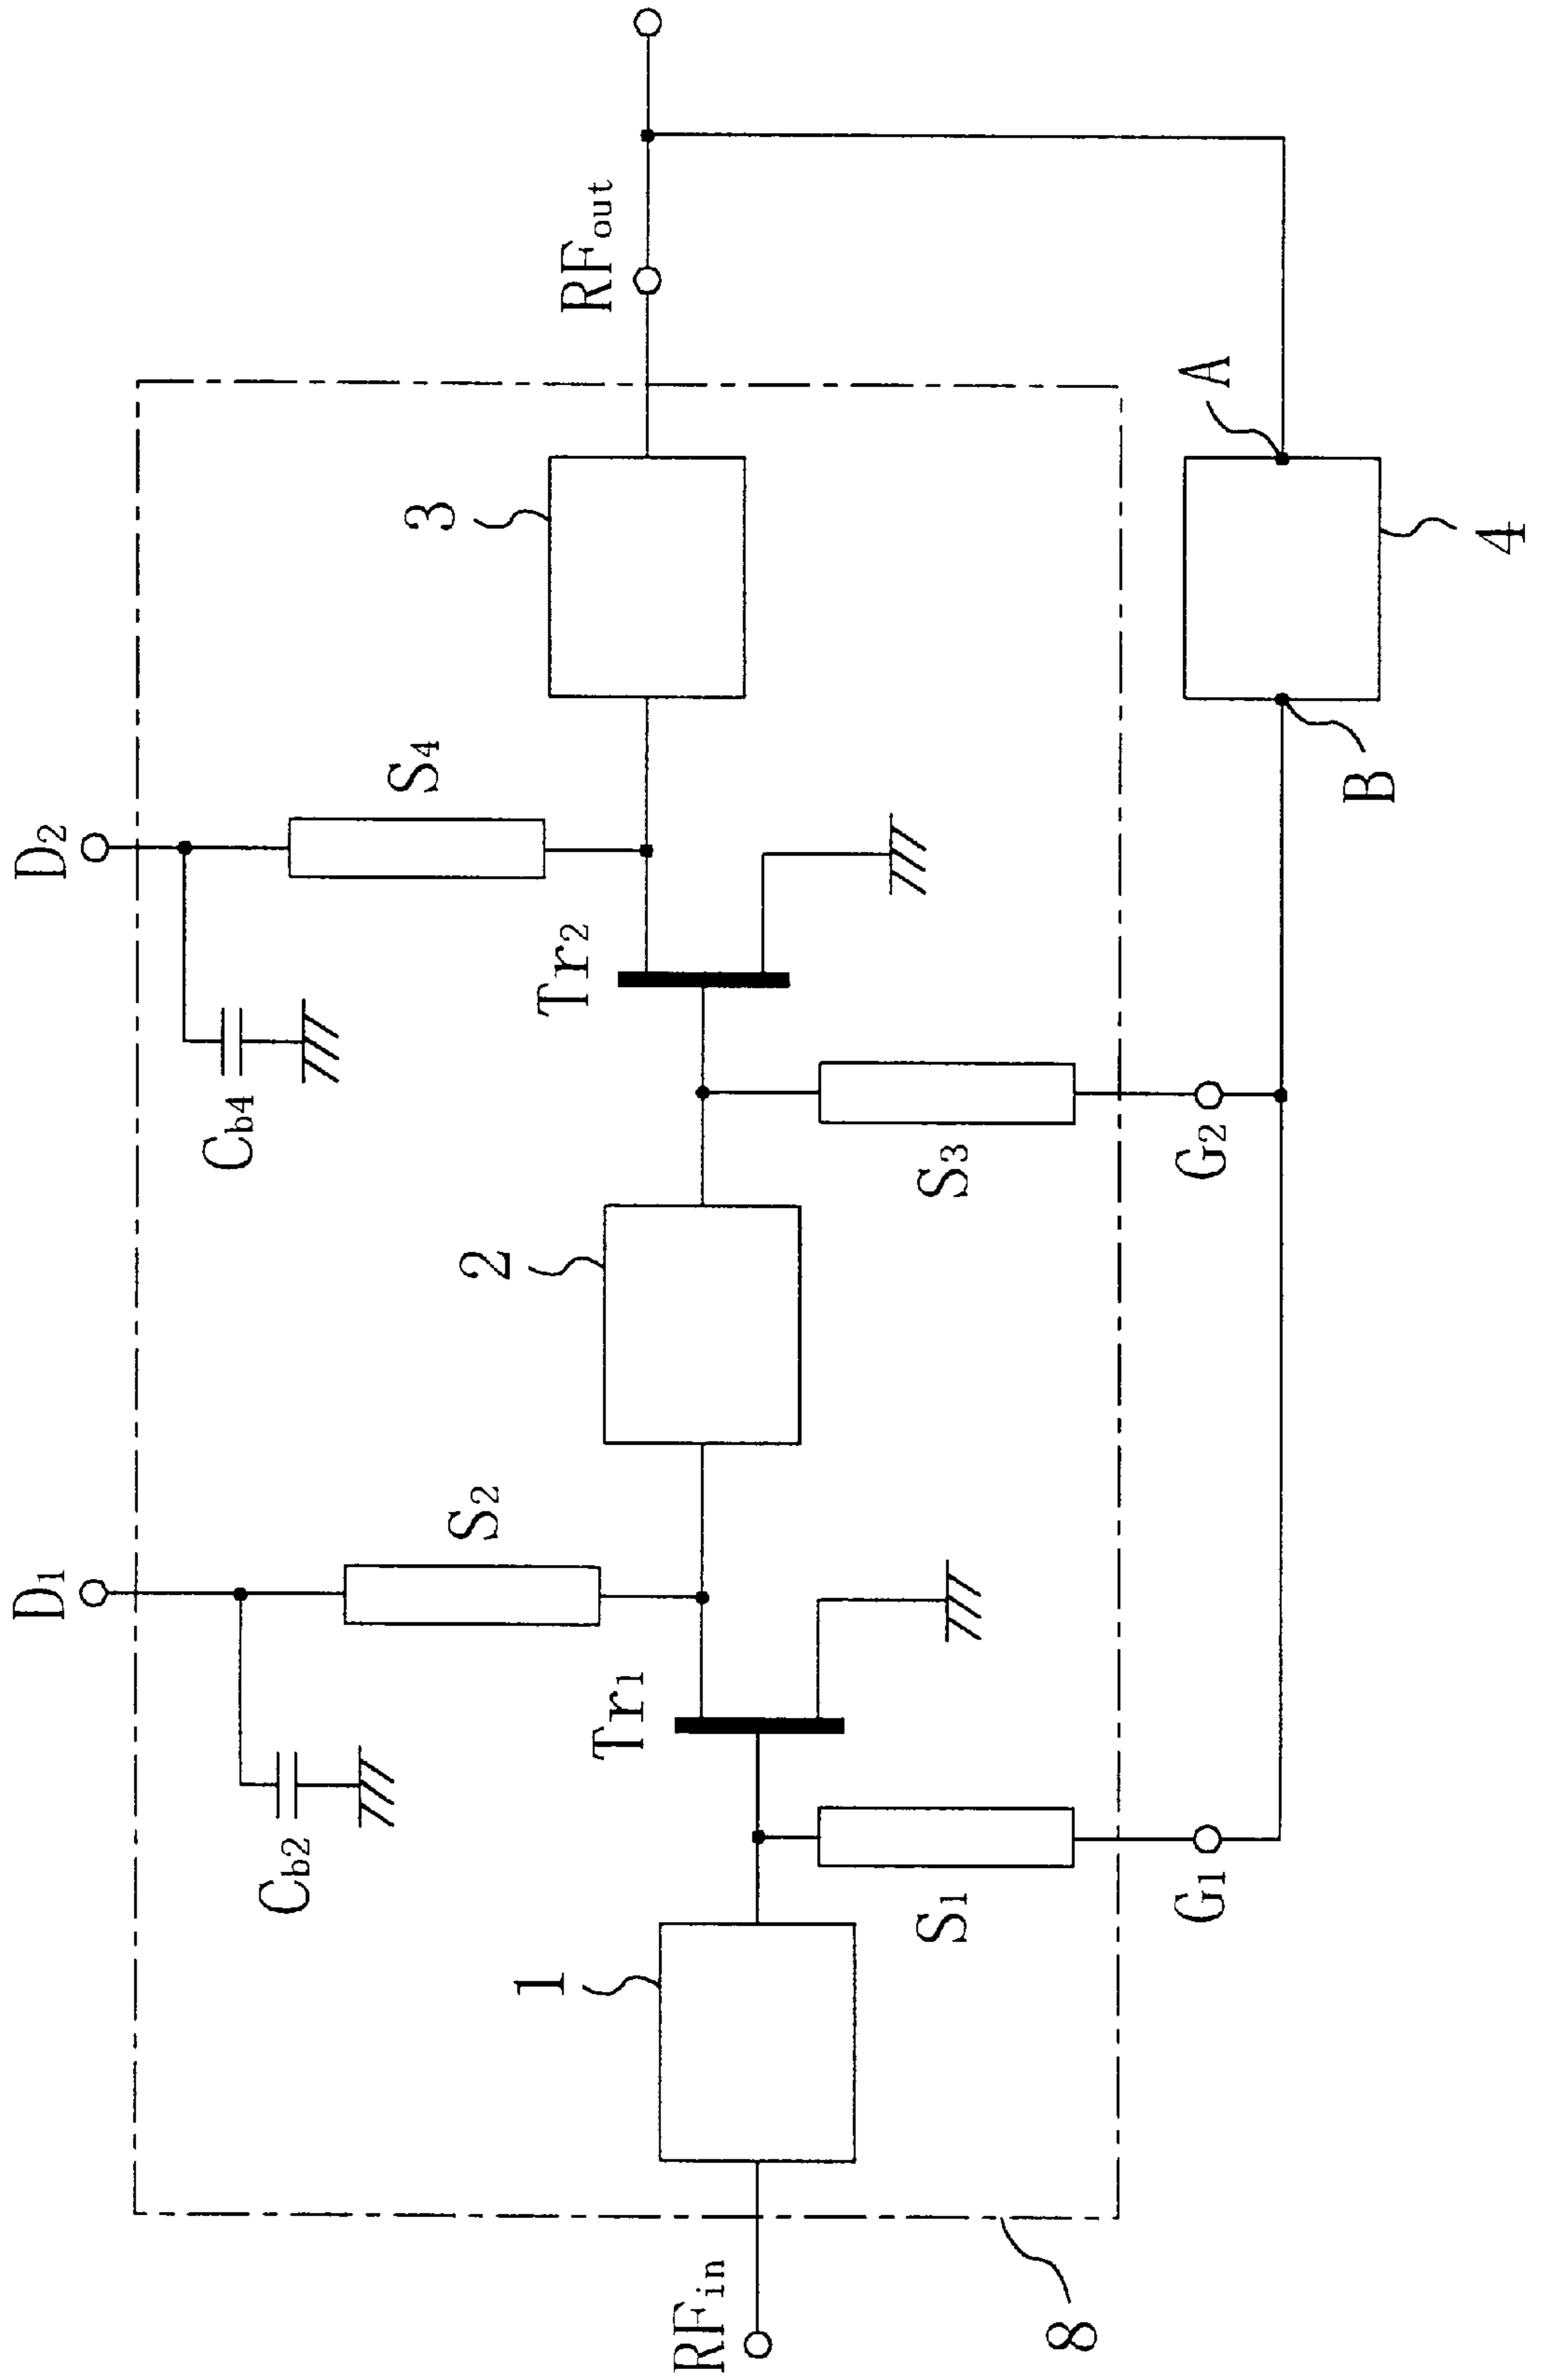 D₁
D₂
Cb2
Cb4
S₂
S₄
Tr₁
Tr₂
1
2
3
RFin
RFout
S₁
S₃
G₁
G₂
A
B
4
8